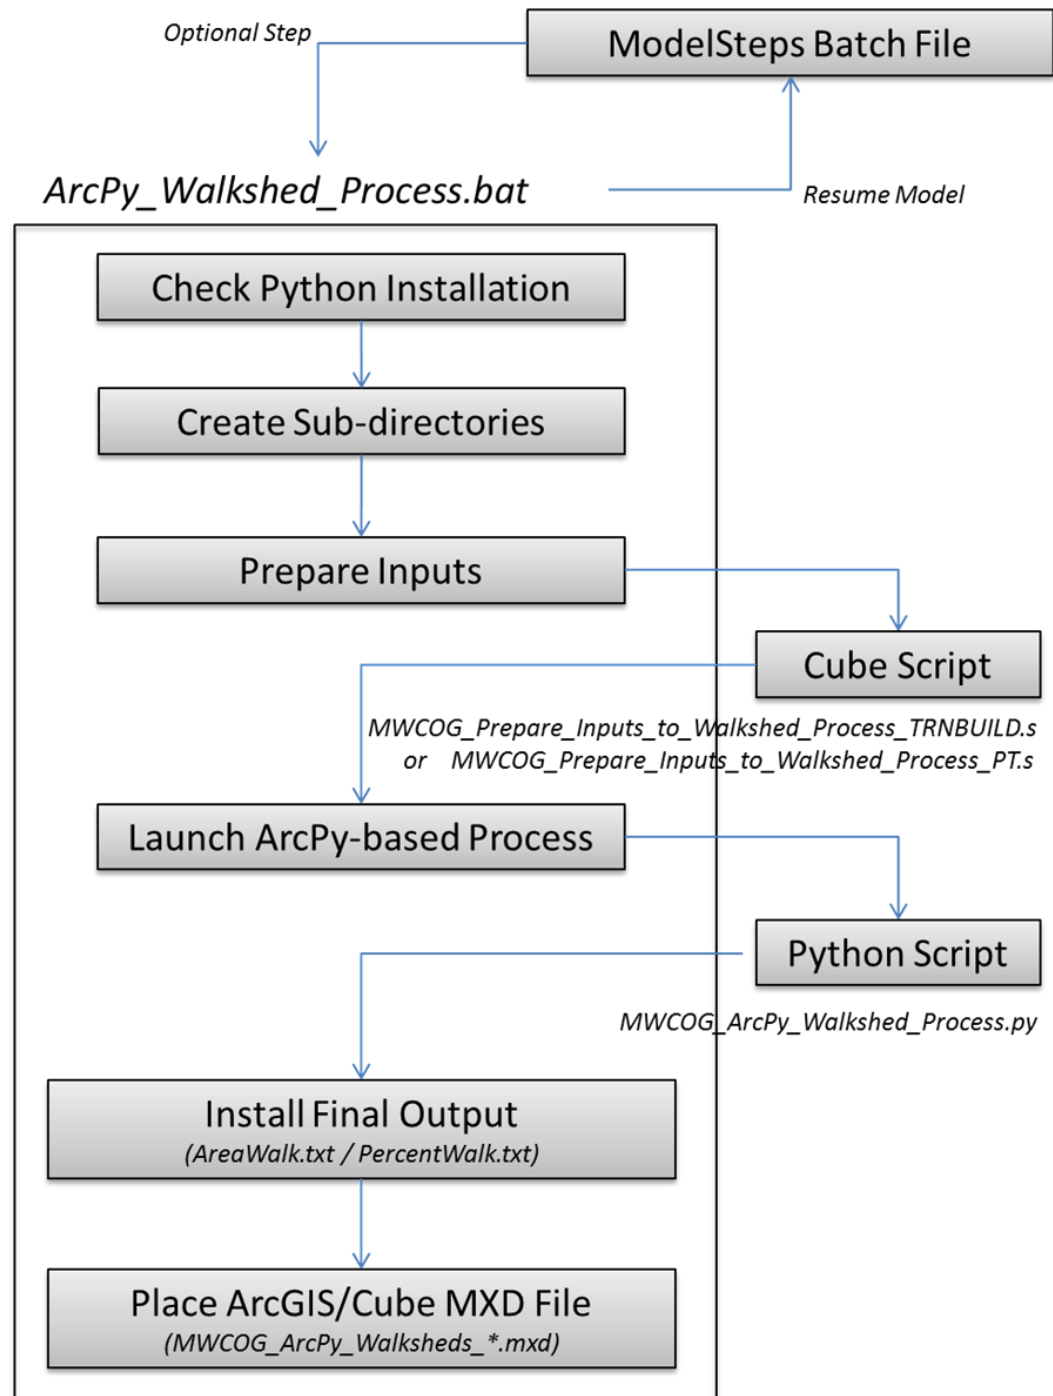 Optional Step
ModelSteps Batch File
ArcPy_Walkshed_Process.bat
Resume Model
Check Python Installation
Create Sub-directories
Prepare Inputs
Cube Script
MWCOG_Prepare_Inputs_to_Walkshed_Process_TRNBUILD.s
or MWCOG_Prepare_Inputs_to_Walkshed_Process_PT.s
Launch ArcPy-based Process
Python Script
MWCOG_ArcPy_Walkshed_Process.py
Install Final Output
(AreaWalk.txt / PercentWalk.txt)
Place ArcGIS/Cube MXD File
(MWCOG_ArcPy_Walksheds_*.mxd)